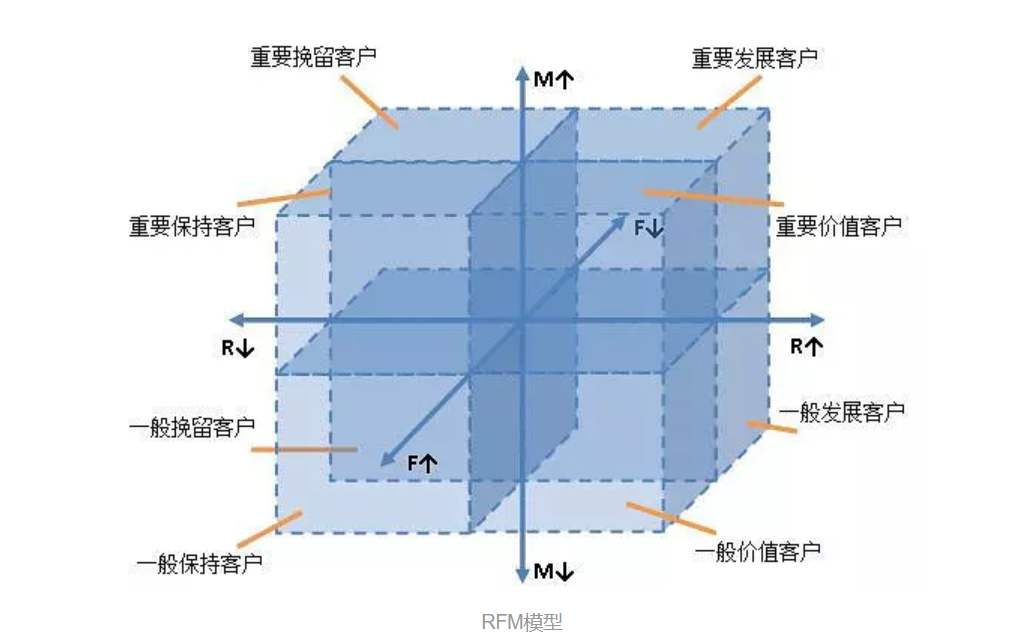 重要挽留客户
重要发展客户
M↑
重要保持客户
重要价值客户
F↓
R↓
R↑
一般挽留客户
一般发展客户
F↑
一般保持客户
一般价值客户
M↓
RFM模型